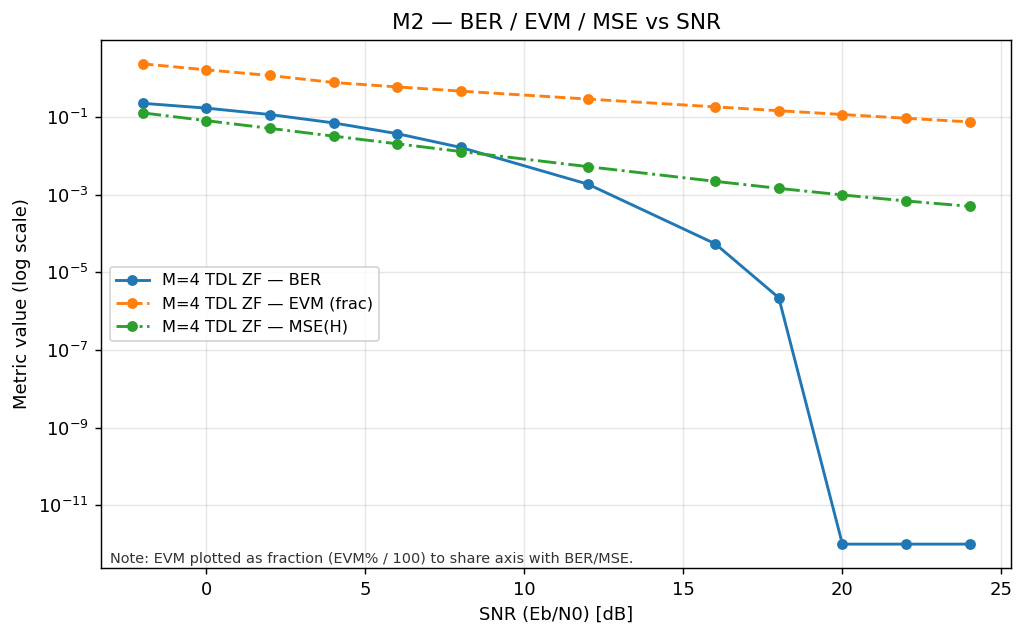 M2 — BER / EVM / MSE vs SNR
Metric value (log scale)
10⁻¹
10⁻³
10⁻⁵
10⁻⁷
10⁻⁹
10⁻¹¹
M=4 TDL ZF — BER
M=4 TDL ZF — EVM (frac)
M=4 TDL ZF — MSE(H)
Note: EVM plotted as fraction (EVM% / 100) to share axis with BER/MSE.
0 5 10 15 20 25
SNR (Eb/N0) [dB]